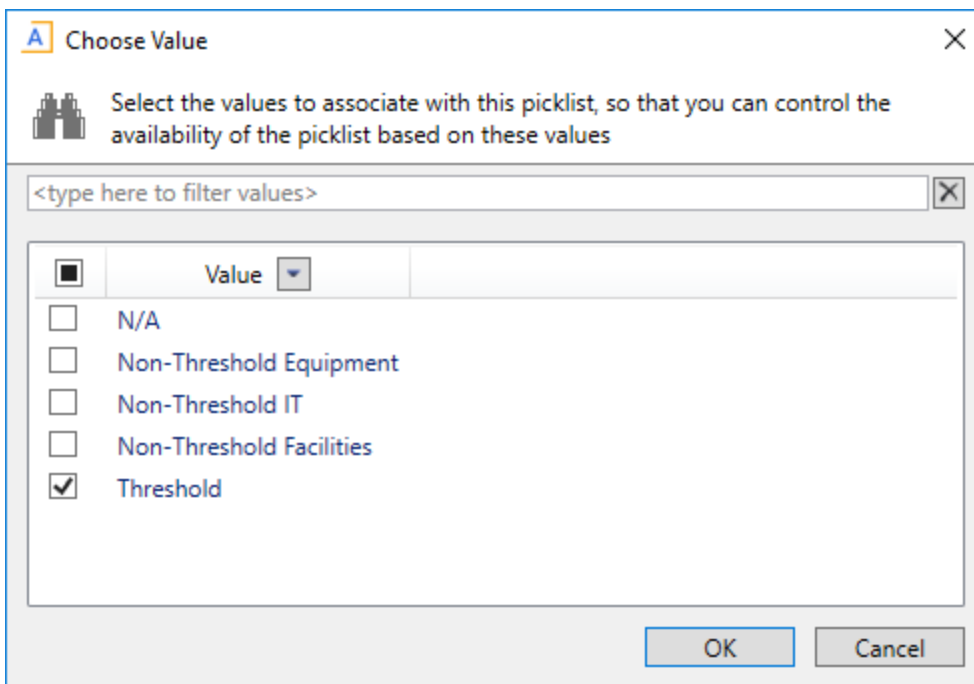 A Choose Value
Select the values to associate with this picklist, so that you can control the
availability of the picklist based on these values
<type here to filter values>
Value
N/A
Non-Threshold Equipment
Non-Threshold IT
Non-Threshold Facilities
Threshold
OK Cancel